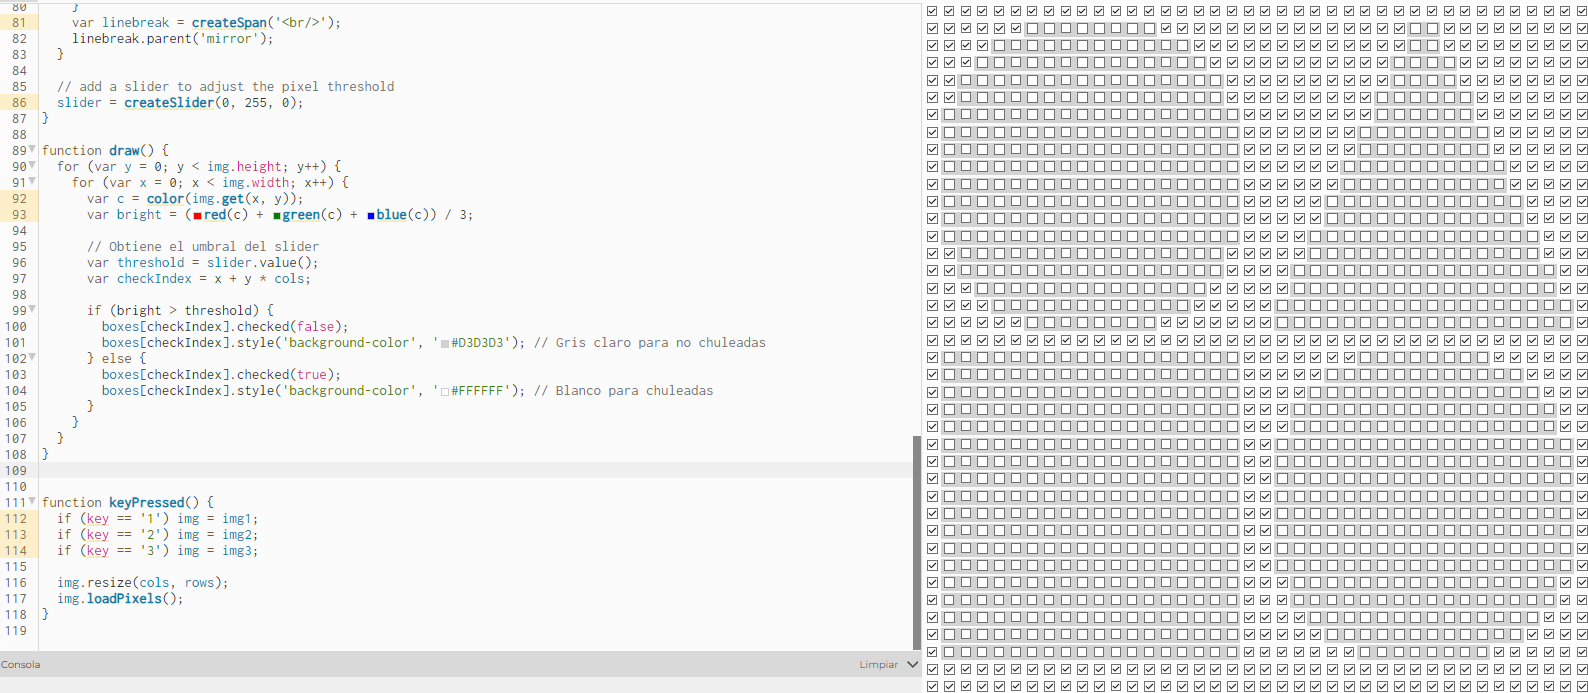 80 }
81 var linebreak = createSpan('<br/>');
82 linebreak.parent('mirror');
83 }
84
85 // add a slider to adjust the pixel threshold
86 slider = createSlider(0, 255, 0);
87 }
88
89 function draw() {
90 for (var y = 0; y < img.height; y++) {
91 for (var x = 0; x < img.width; x++) {
92 var c = color(img.get(x, y));
93 var bright = (red(c) + green(c) + blue(c)) / 3;
94
95 // Obtiene el umbral del slider
96 var threshold = slider.value();
97 var checkIndex = x + y * cols;
98
99 if (bright > threshold) {
100 boxes[checkIndex].checked(false);
101 boxes[checkIndex].style('background-color', '#D3D3D3'); // Gris claro para no chuleadas
102 } else {
103 boxes[checkIndex].checked(true);
104 boxes[checkIndex].style('background-color', '#FFFFFF'); // Blanco para chuleadas
105 }
106 }
107 }
108 }
109
110
111 function keyPressed() {
112 if (key == '1') img = img1;
113 if (key == '2') img = img2;
114 if (key == '3') img = img3;
115
116 img.resize(cols, rows);
117 img.loadPixels();
118 }
119
Consola Limpiar